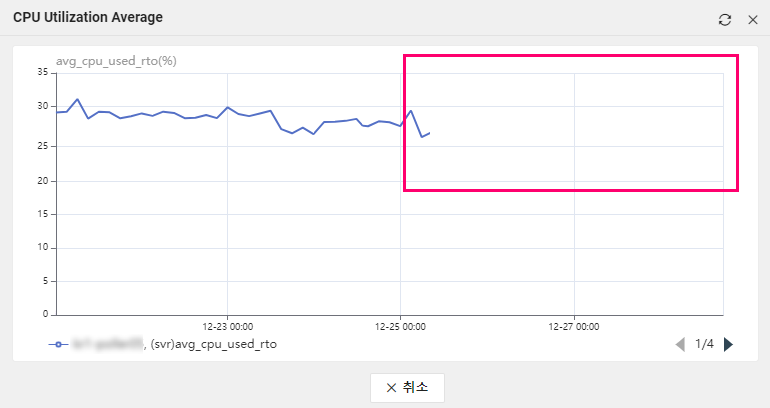 CPU Utilization Average
avg_cpu_used_rto(%)
35
30
25
20
15
10
5
0
12-23 00:00 12-25 00:00 12-27 00:00
, (svr)avg_cpu_used_rto 1/4
취소